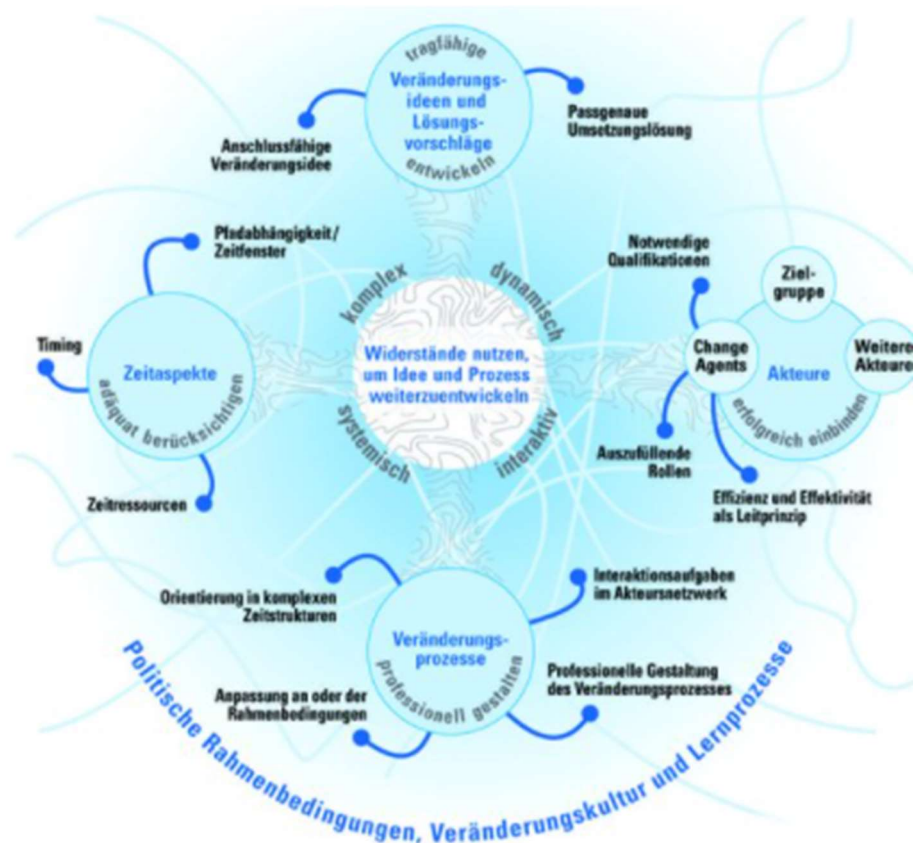 tragfähige
Veränderungs-
ideen und
Lösungs-
vorschläge
entwickeln
Anschlussfähige
Veränderungsidee
Passgenaue
Umsetzungslösung
Pfadabhängigkeit/
Zeitfenster
Timing
Zeitaspekte
adäquat berücksichtigen
Zeitressourcen
komplex
dynamisch
Widerstände nutzen,
um Idee und Prozess
weiterzuentwickeln
systemisch
interaktiv
Notwendige
Qualifikationen
Ziel-
gruppe
Change
Agents
Akteure
Weitere
Akteure
erfolgreich einbinden
Auszufüllende
Rollen
Effizienz und Effektivität
als Leitprinzip
Orientierung in komplexen
Zeitstrukturen
Interaktionsaufgaben
im Akteursnetzwerk
Veränderungs-
prozesse
professionell gestalten
Anpassung an oder der
Rahmenbedingungen
Professionelle Gestaltung
des Veränderungsprozesses
Politische Rahmenbedingungen, Veränderungskultur und Lernprozesse